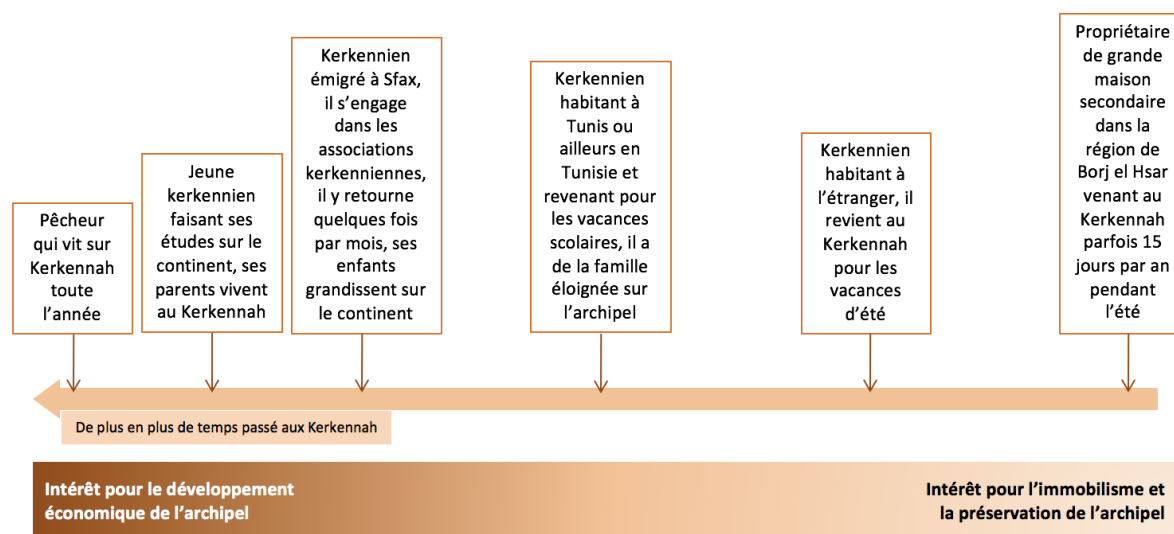 Pêcheur
qui vit sur
Kerkennah
toute
l'année
Jeune
kerkennien
faisant ses
études sur le
continent, ses
parents vivent
au Kerkennah
Kerkennien
émigré à Sfax,
il s'engage
dans les
associations
kerkenniennes,
il y retourne
quelques fois
par mois, ses
enfants
grandissent sur
le continent
Kerkennien
habitant à
Tunis ou
ailleurs en
Tunisie et
revenant pour
les vacances
scolaires, il a
de la famille
éloignée sur
l'archipel
Kerkennien
habitant à
l'étranger, il
revient au
Kerkennah
pour les
vacances
d'été
Propriétaire
de grande
maison
secondaire
dans la
région de
Borj el Hsar
venant au
Kerkennah
parfois 15
jours par an
pendant
l'été
De plus en plus de temps passé aux Kerkennah
Intérêt pour le développement
économique de l'archipel
Intérêt pour l'immobilisme et
la préservation de l'archipel